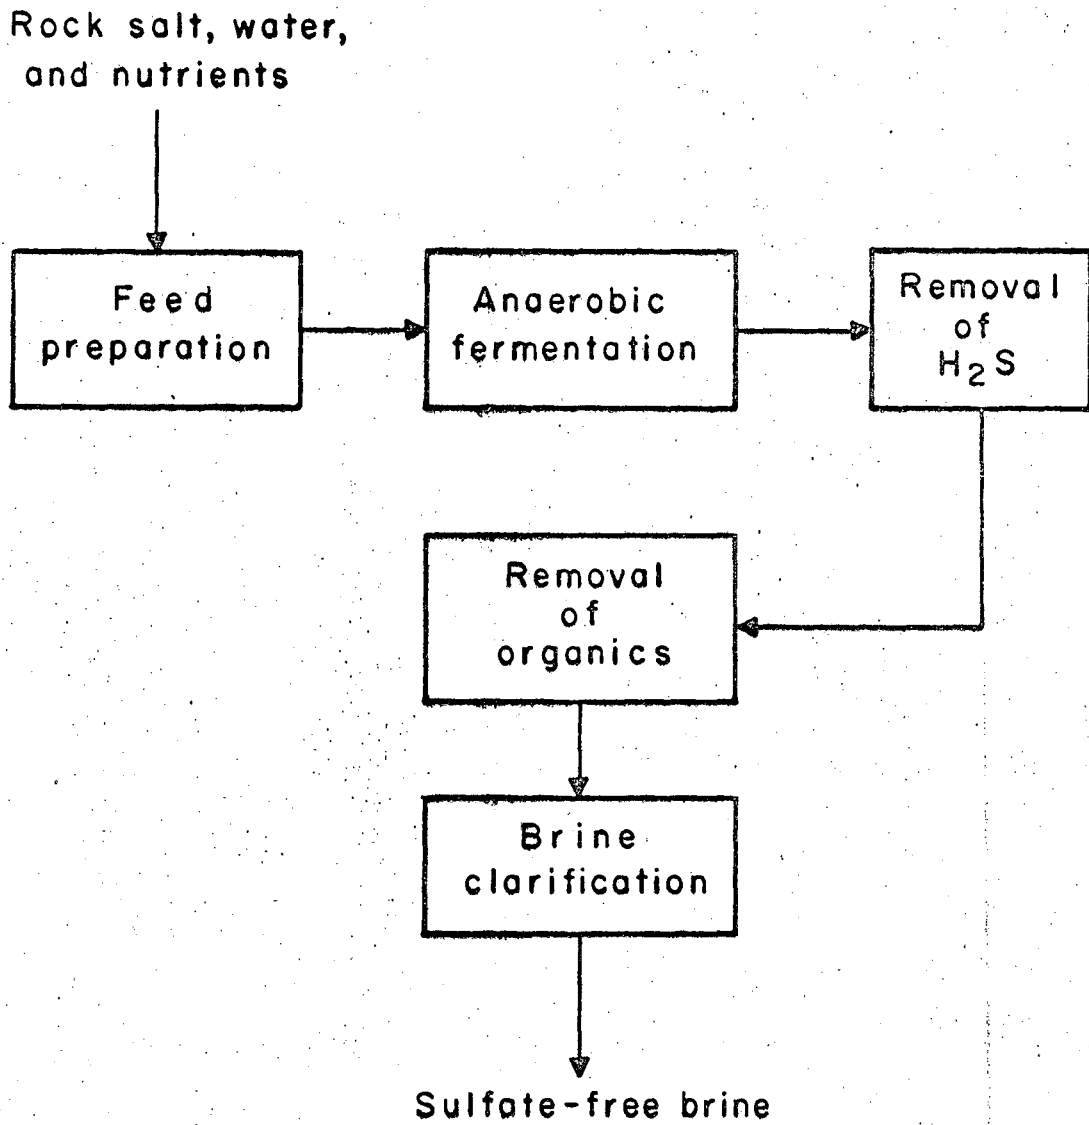 Rock salt, water,
and nutrients
Feed
preparation
Anaerobic
fermentation
Removal
of
H₂S
Removal
of
organics
Brine
clarification
Sulfate-free brine